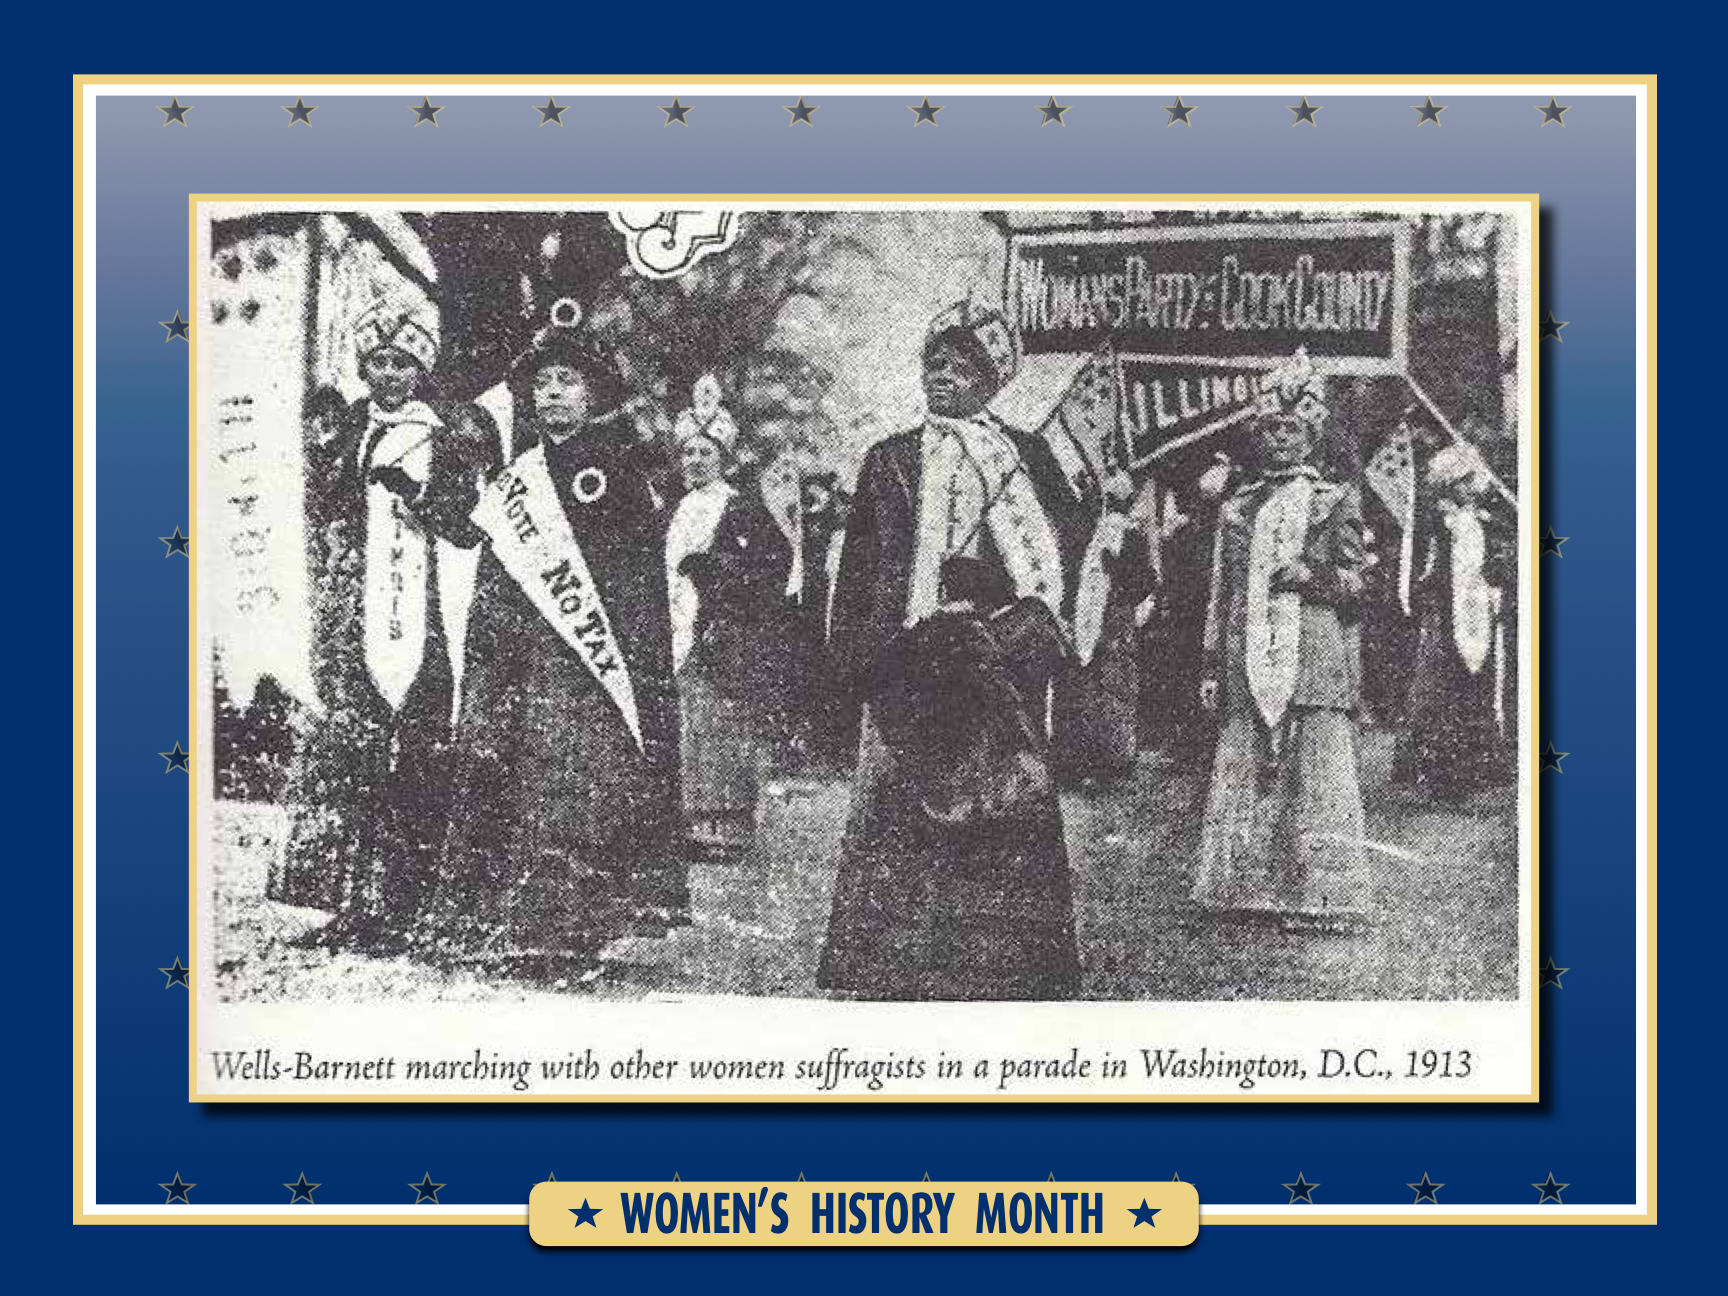 WOMAN'S PARTY : COOK COUNTY
ILLINOIS
VOTE
NO TAX
ILLINOIS
Wells-Barnett marching with other women suffragists in a parade in Washington, D.C., 1913
★ WOMEN'S HISTORY MONTH ★